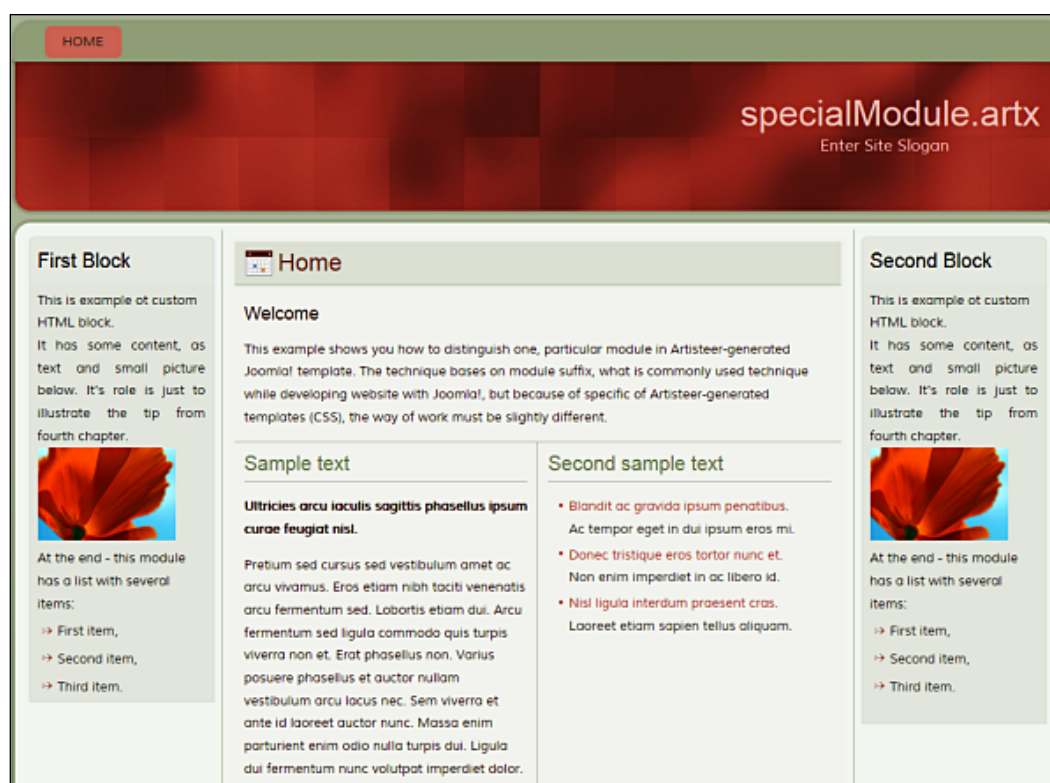 HOME
specialModule.artx
Enter Site Slogan
First Block
This is example of custom
HTML block.
It has some content, as
text and small picture
below. It's role is just to
illustrate the tip from
fourth chapter.
At the end - this module
has a list with several
items:
First item,
Second item,
Third item.
Home
Welcome
This example shows you how to distinguish one, particular module in Artisteer-generated
Joomla! template. The technique bases on module suffix, what is commonly used technique
while developing website with Joomla!, but because of specific of Artisteer-generated
templates (CSS), the way of work must be slightly different.
Sample text
Ultricies arcu iaculis sagittis phasellus ipsum
curae feugiat nisl.
Pretium sed cursus sed vestibulum amet ac
arcu vivamus. Eros etiam nibh taciti venenatis
arcu fermentum sed. Lobortis etiam dui. Arcu
fermentum sed ligula commodo quis turpis
viverra non et. Erat phasellus non. Varius
posuere phasellus et auctor nullam
vestibulum arcu lacus nec. Sem viverra et
ante id laoreet auctor nunc. Massa enim
parturient enim odio nulla turpis dui. Ligula
dui fermentum nunc volutpat imperdiet dolor.
Second sample text
• Blandit ac gravida ipsum penatibus.
Ac tempor eget in dui ipsum eros mi.
• Donec tristique eros tortor nunc et.
Non enim imperdiet in ac libero id.
• Nisl ligula interdum praesent cras.
Laoreet etiam sapien tellus aliquam.
Second Block
This is example of custom
HTML block.
It has some content, as
text and small picture
below. It's role is just to
illustrate the tip from
fourth chapter.
At the end - this module
has a list with several
items:
First item,
Second item,
Third item.